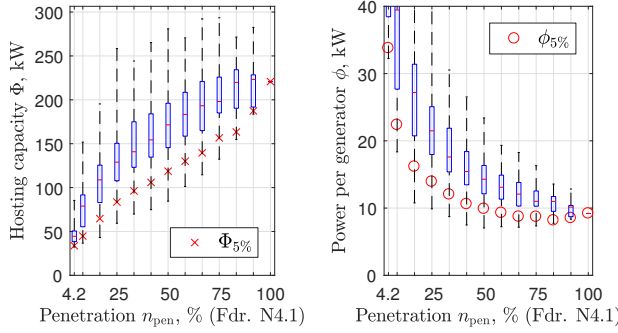 Hosting capacity Φ, kW
300
250
200
150
100
50
0
4.2 25 50 75 100
Penetration n_pen, % (Fdr. N4.1)
Φ5%
Power per generator ϕ, kW
40
30
20
10
0
4.2 25 50 75 100
Penetration n_pen, % (Fdr. N4.1)
ϕ5%